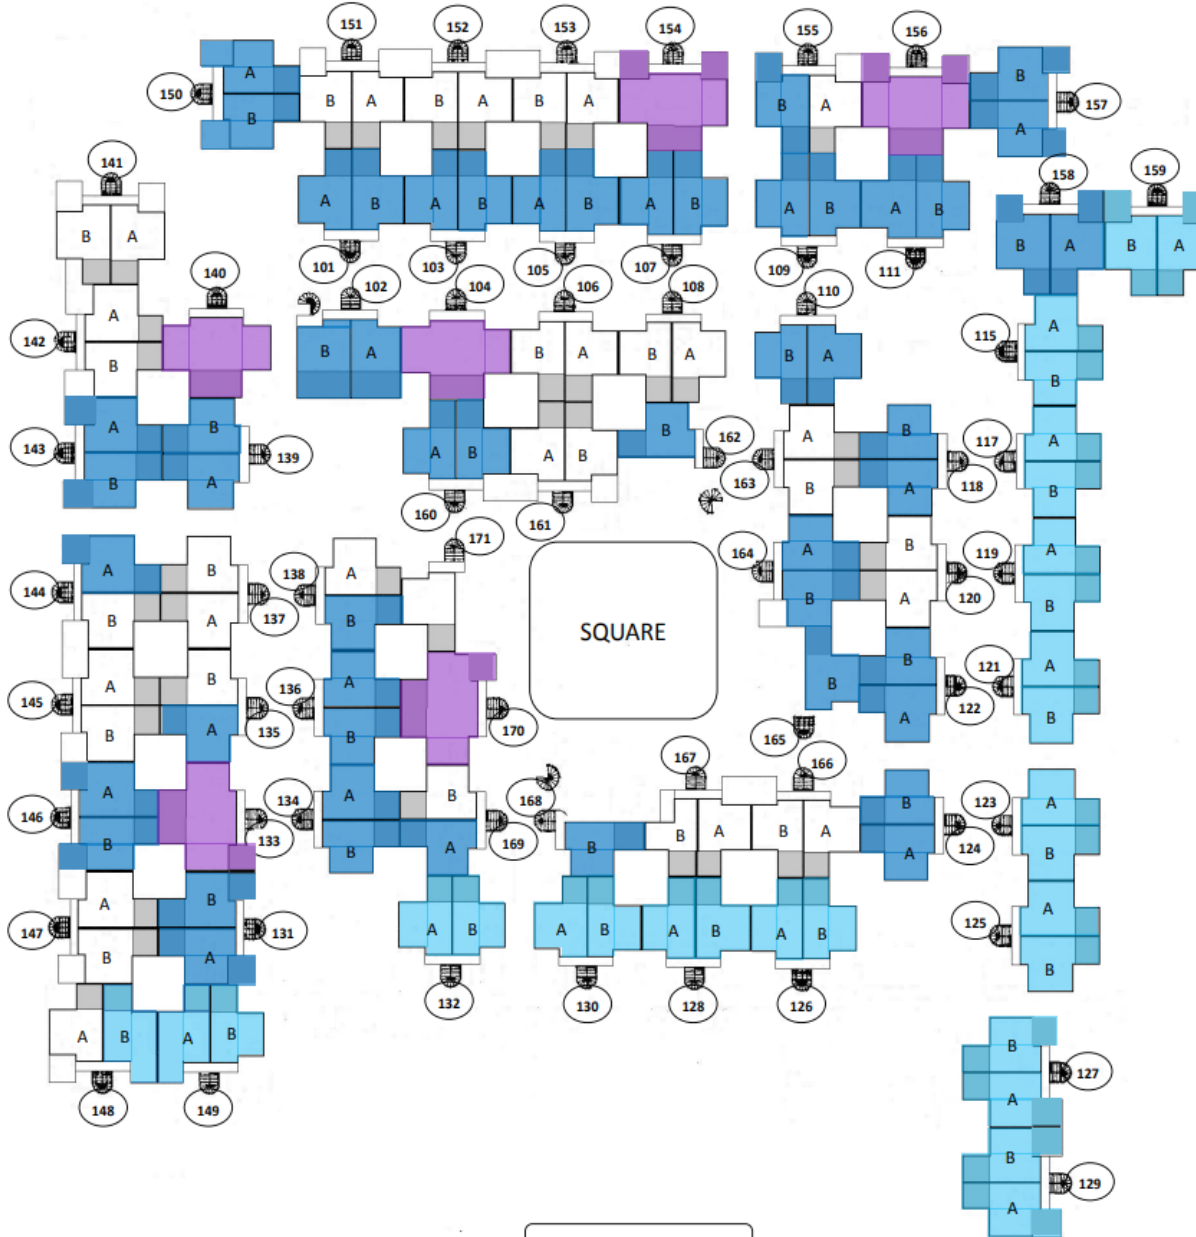 151 152 153 154 155 156
A B A B A B A B A B
150 B B A 157
141 158 159
A B A B A B A B A B A B
B A B A B A
101 103 105 107 109 111
140 102 104 106 108 110
A A 115
142 B A B A B A B A B
B
A B A B B
143 139 A B A B 162 A 117 A
B A 163 A 118
160 161 B B
171
138 164 A B 119 A
144 A B A 120
B 137 B B A B
A SQUARE
136 A B 121 A
145 A B B 122
B A 135 B 170 A B
165
167 166
146 A 134 A B 168 B A B A B 123 A
B 133 B A 169 B A 124 B
A B
147 131 A B A B A B A B 125 A
B A B
132 130 128 126
A B A B B
148 149 127
A
B
129
A